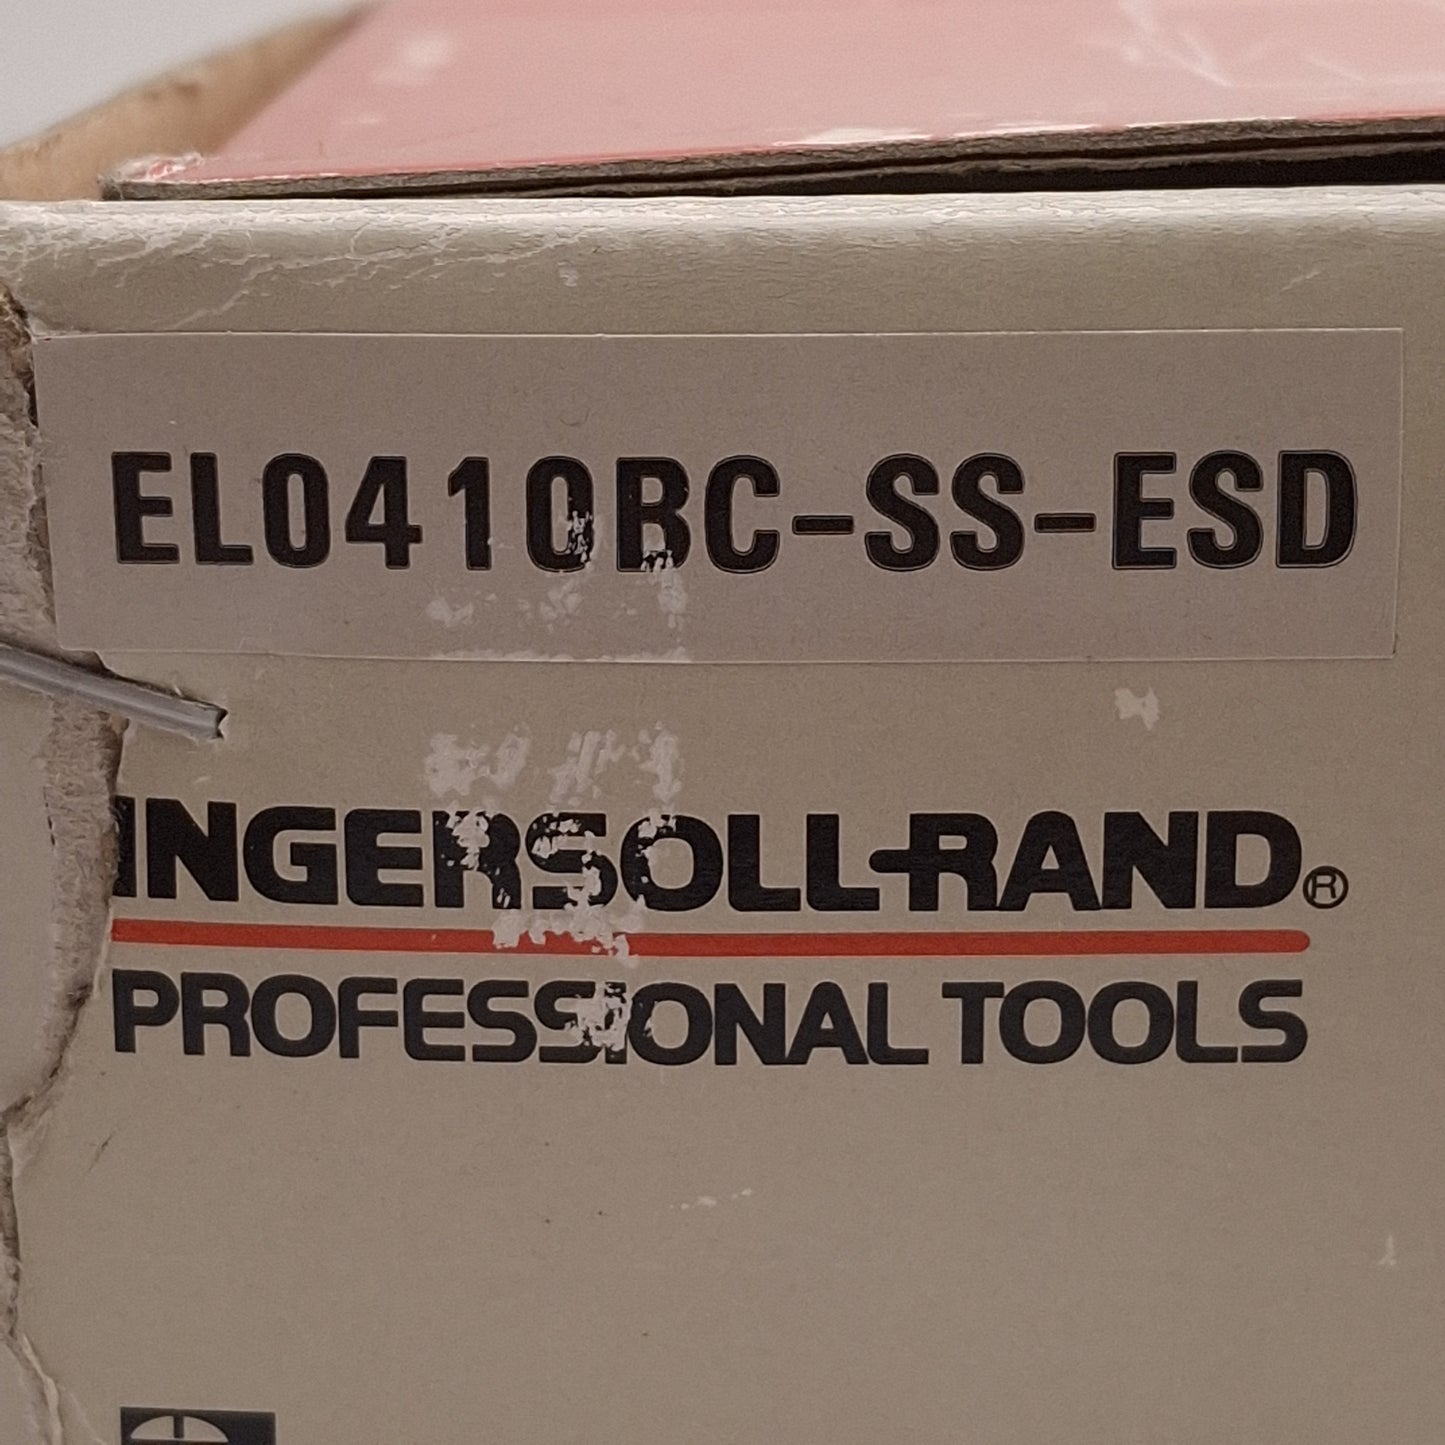 EL0410BC-SS-ESD
INGERSOLL-RAND®
PROFESSIONAL TOOLS